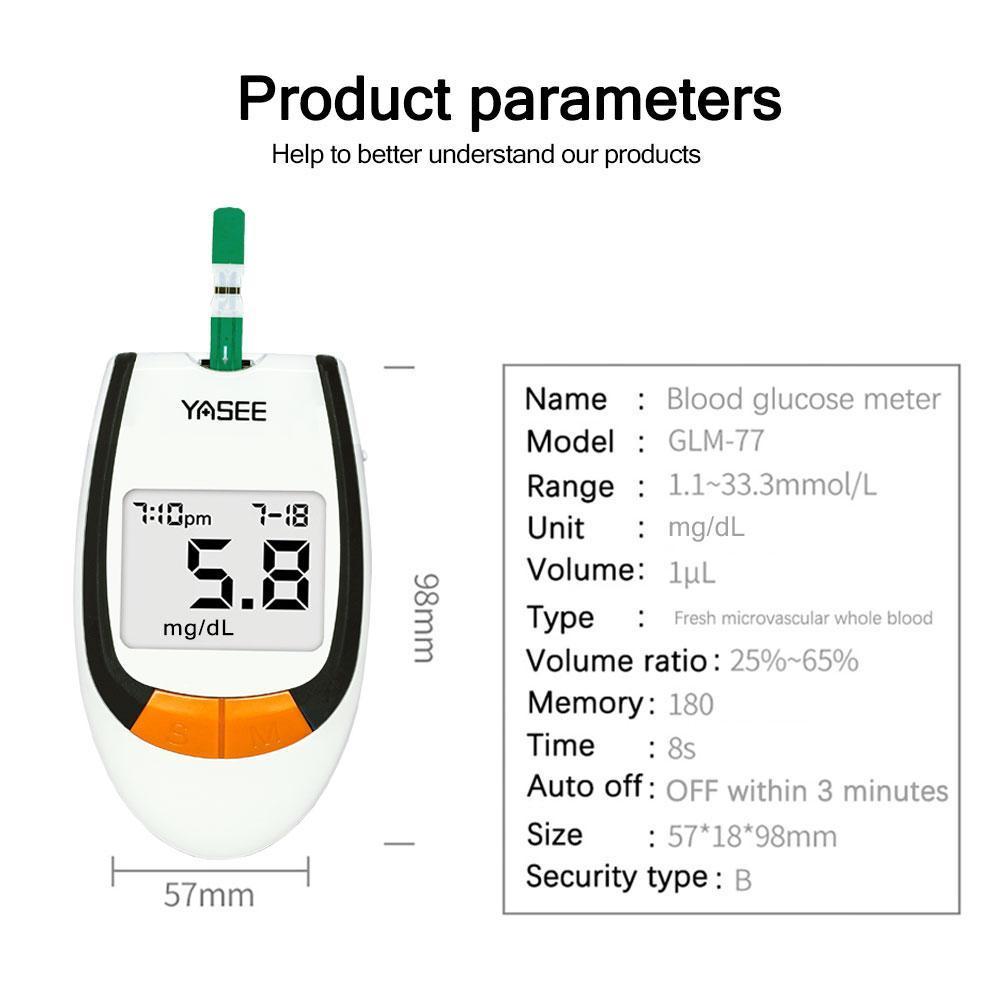 Product parameters
Help to better understand our products
YASEE
7:10pm 7-18
5.8
mg/dL
S M
98mm
57mm
Name : Blood glucose meter
Model : GLM-77
Range : 1.1~33.3mmol/L
Unit : mg/dL
Volume: 1μL
Type : Fresh microvascular whole blood
Volume ratio: 25%~65%
Memory: 180
Time : 8s
Auto off: OFF within 3 minutes
Size : 57*18*98mm
Security type: B